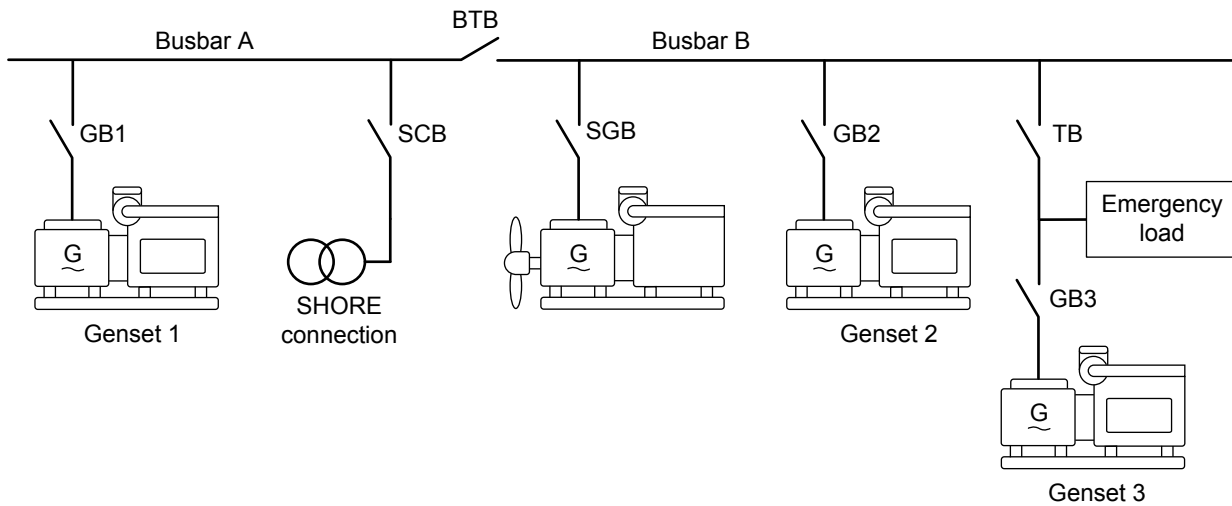 BTB
Busbar A
Busbar B
GB1
SCB
SGB
GB2
TB
Emergency
load
G
G
G
SHORE
connection
Genset 1
Genset 2
GB3
G
Genset 3